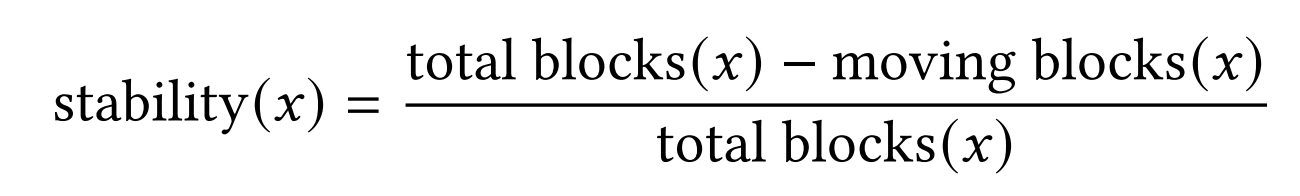 stability(x) = total blocks(x) − moving blocks(x)
total blocks(x)